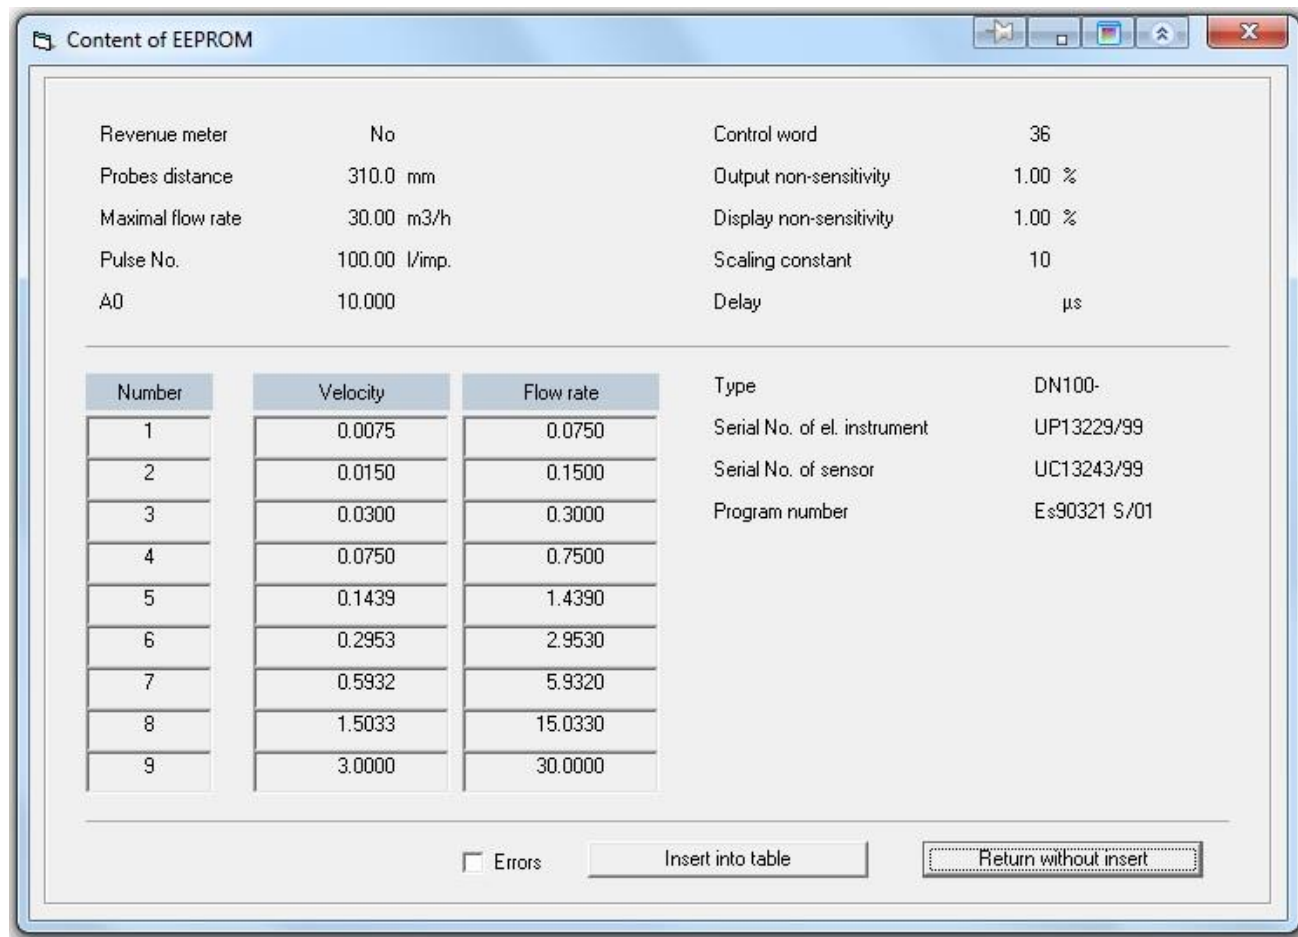 Content of EEPROM
Revenue meter No Control word 36
Probes distance 310.0 mm Output non-sensitivity 1.00 %
Maximal flow rate 30.00 m3/h Display non-sensitivity 1.00 %
Pulse No. 100.00 l/imp. Scaling constant 10
A0 10.000 Delay µs
Number Velocity Flow rate Type DN100-
1 0.0075 0.0750 Serial No. of el. instrument UP13229/99
2 0.0150 0.1500 Serial No. of sensor UC13243/99
3 0.0300 0.3000 Program number Es90321 S/01
4 0.0750 0.7500
5 0.1439 1.4390
6 0.2953 2.9530
7 0.5932 5.9320
8 1.5033 15.0330
9 3.0000 30.0000
Errors Insert into table Return without insert